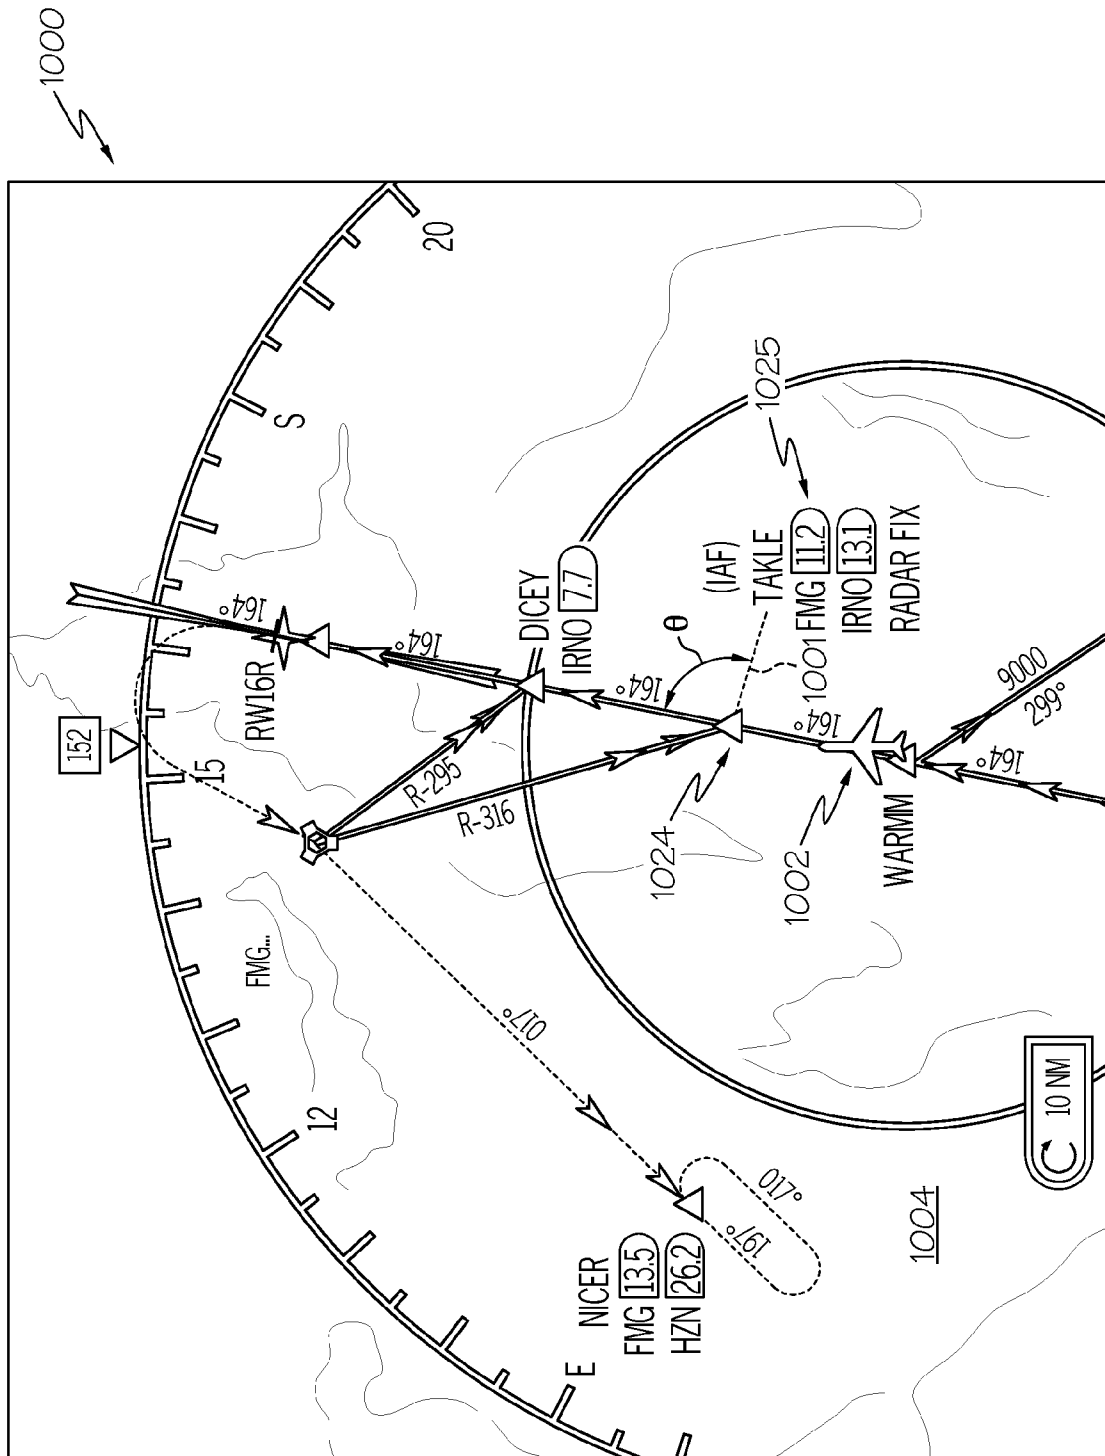 1000
152
20
S
15
12
E
RW16R
164°
164°
164°
164°
164°
DICEY
IRNO 7.7
R-295
R-316
FMG...
(IAF)
TAKLE
FMG 11.2
IRNO 13.1
RADAR FIX
1025
θ
1001
1024
1002
WARMM
9000
299°
017°
NICER
FMG 13.5
HZN 26.2
197°
017°
1004
10 NM